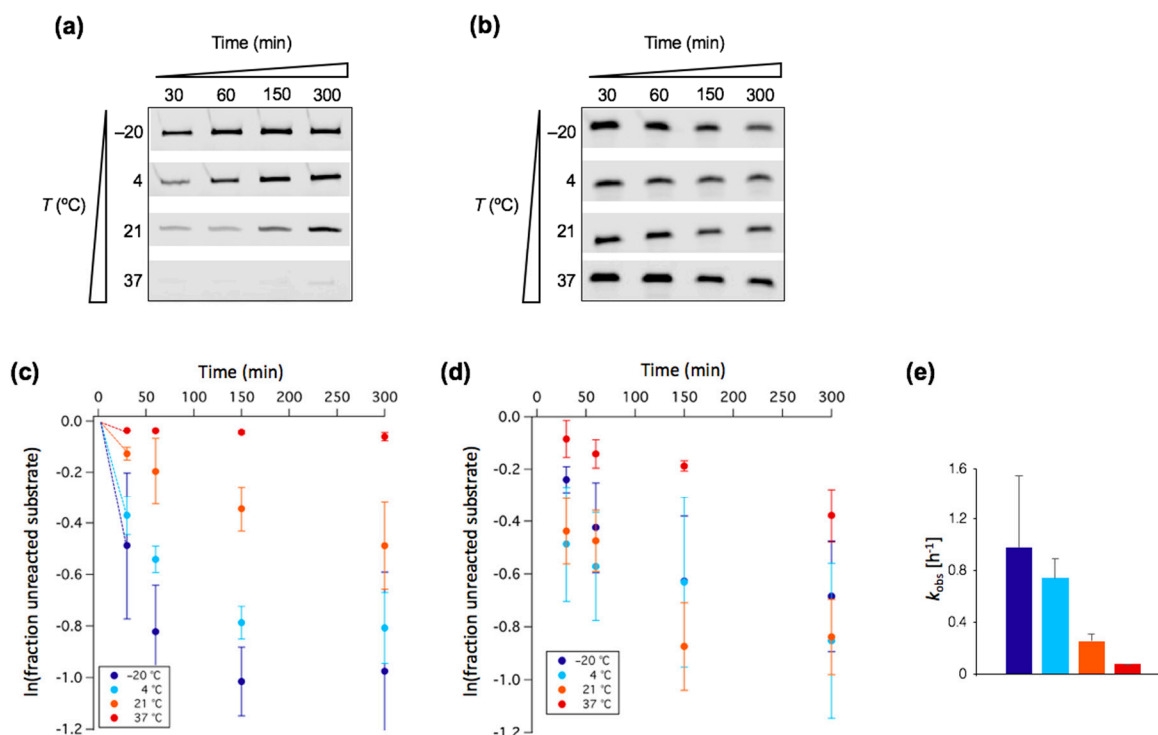 (a)
Time (min)
30 60 150 300
–20
4
T (ºC)
21
37
(b)
Time (min)
30 60 150 300
–20
4
T (ºC)
21
37
(c)
Time (min)
0 50 100 150 200 250 300
0.0
-0.2
-0.4
-0.6
-0.8
-1.0
-1.2
ln(fraction unreacted substrate)
–20 °C
4 °C
21 °C
37 °C
(d)
Time (min)
0 50 100 150 200 250 300
0.0
-0.2
-0.4
-0.6
-0.8
-1.0
-1.2
ln(fraction unreacted substrate)
–20 °C
4 °C
21 °C
37 °C
(e)
1.6
1.2
0.8
0.4
0
kobs [h-1]